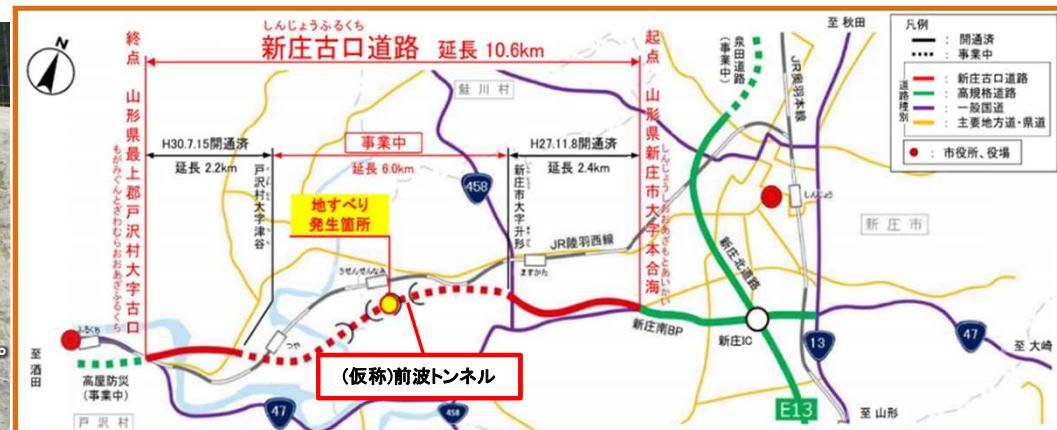 しんじょうふるくち
新庄古口道路 延長 10.6km
終点 山形県最上郡戸沢村大字古口
もがみぐんとざわむらおおあざふるくち
起点 山形県新庄市大字本合海
しんじょうしおおあざもとあいかい
N
H30.7.15開通済
延長 2.2km
事業中
延長 6.0km
H27.11.8開通済
延長 2.4km
戸沢村大字津谷
新庄市大字升形
地すべり
発生箇所
鮭川村
458
JR陸羽西線
うぜんぜんなみ
ますかた
つや
ふるくち
至 酒田
高屋防災
(事業中)
戸沢村
47
458
(仮称)前波トンネル
新庄南BP
新庄IC
新庄北道路
泉田道路
(事業中)
JR奥羽本線
至 秋田
しんじょう
新庄市
13
47
至 大崎
E13
至 山形
凡例
: 開通済
: 事業中
道路種別
: 新庄古口道路
: 高規格道路
: 一般国道
: 主要地方道・県道
: 市役所、役場